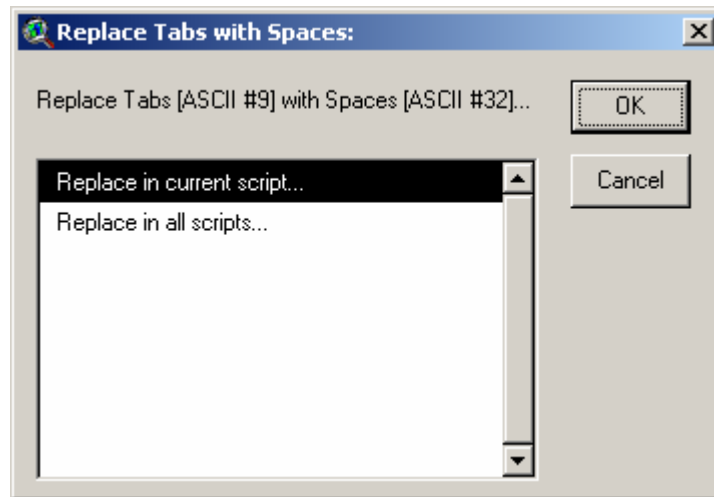 Replace Tabs with Spaces:
Replace Tabs [ASCII #9] with Spaces [ASCII #32]...
OK
Replace in current script...
Cancel
Replace in all scripts...